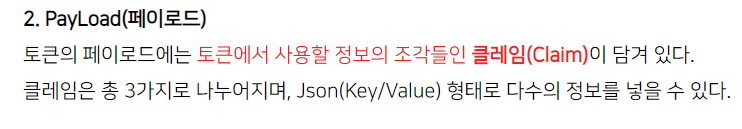 2. PayLoad(페이로드)
토큰의 페이로드에는 토큰에서 사용할 정보의 조각들인 클레임(Claim)이 담겨 있다.
클레임은 총 3가지로 나누어지며, Json(Key/Value) 형태로 다수의 정보를 넣을 수 있다.